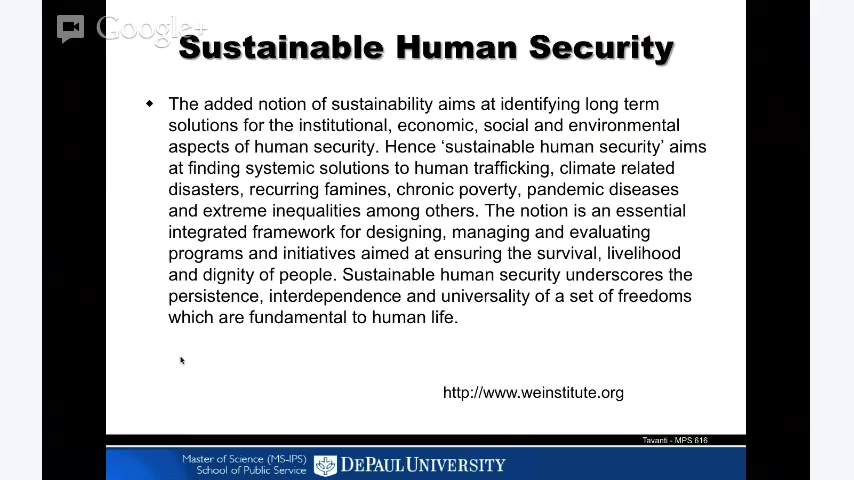 Google+
Sustainable Human Security
The added notion of sustainability aims at identifying long term
solutions for the institutional, economic, social and environmental
aspects of human security. Hence ‘sustainable human security’ aims
at finding systemic solutions to human trafficking, climate related
disasters, recurring famines, chronic poverty, pandemic diseases
and extreme inequalities among others. The notion is an essential
integrated framework for designing, managing and evaluating
programs and initiatives aimed at ensuring the survival, livelihood
and dignity of people. Sustainable human security underscores the
persistence, interdependence and universality of a set of freedoms
which are fundamental to human life.
http://www.weinstitute.org
Tavanti - MPS 616
Master of Science (MS-IPS)
School of Public Service
DEPAUL UNIVERSITY